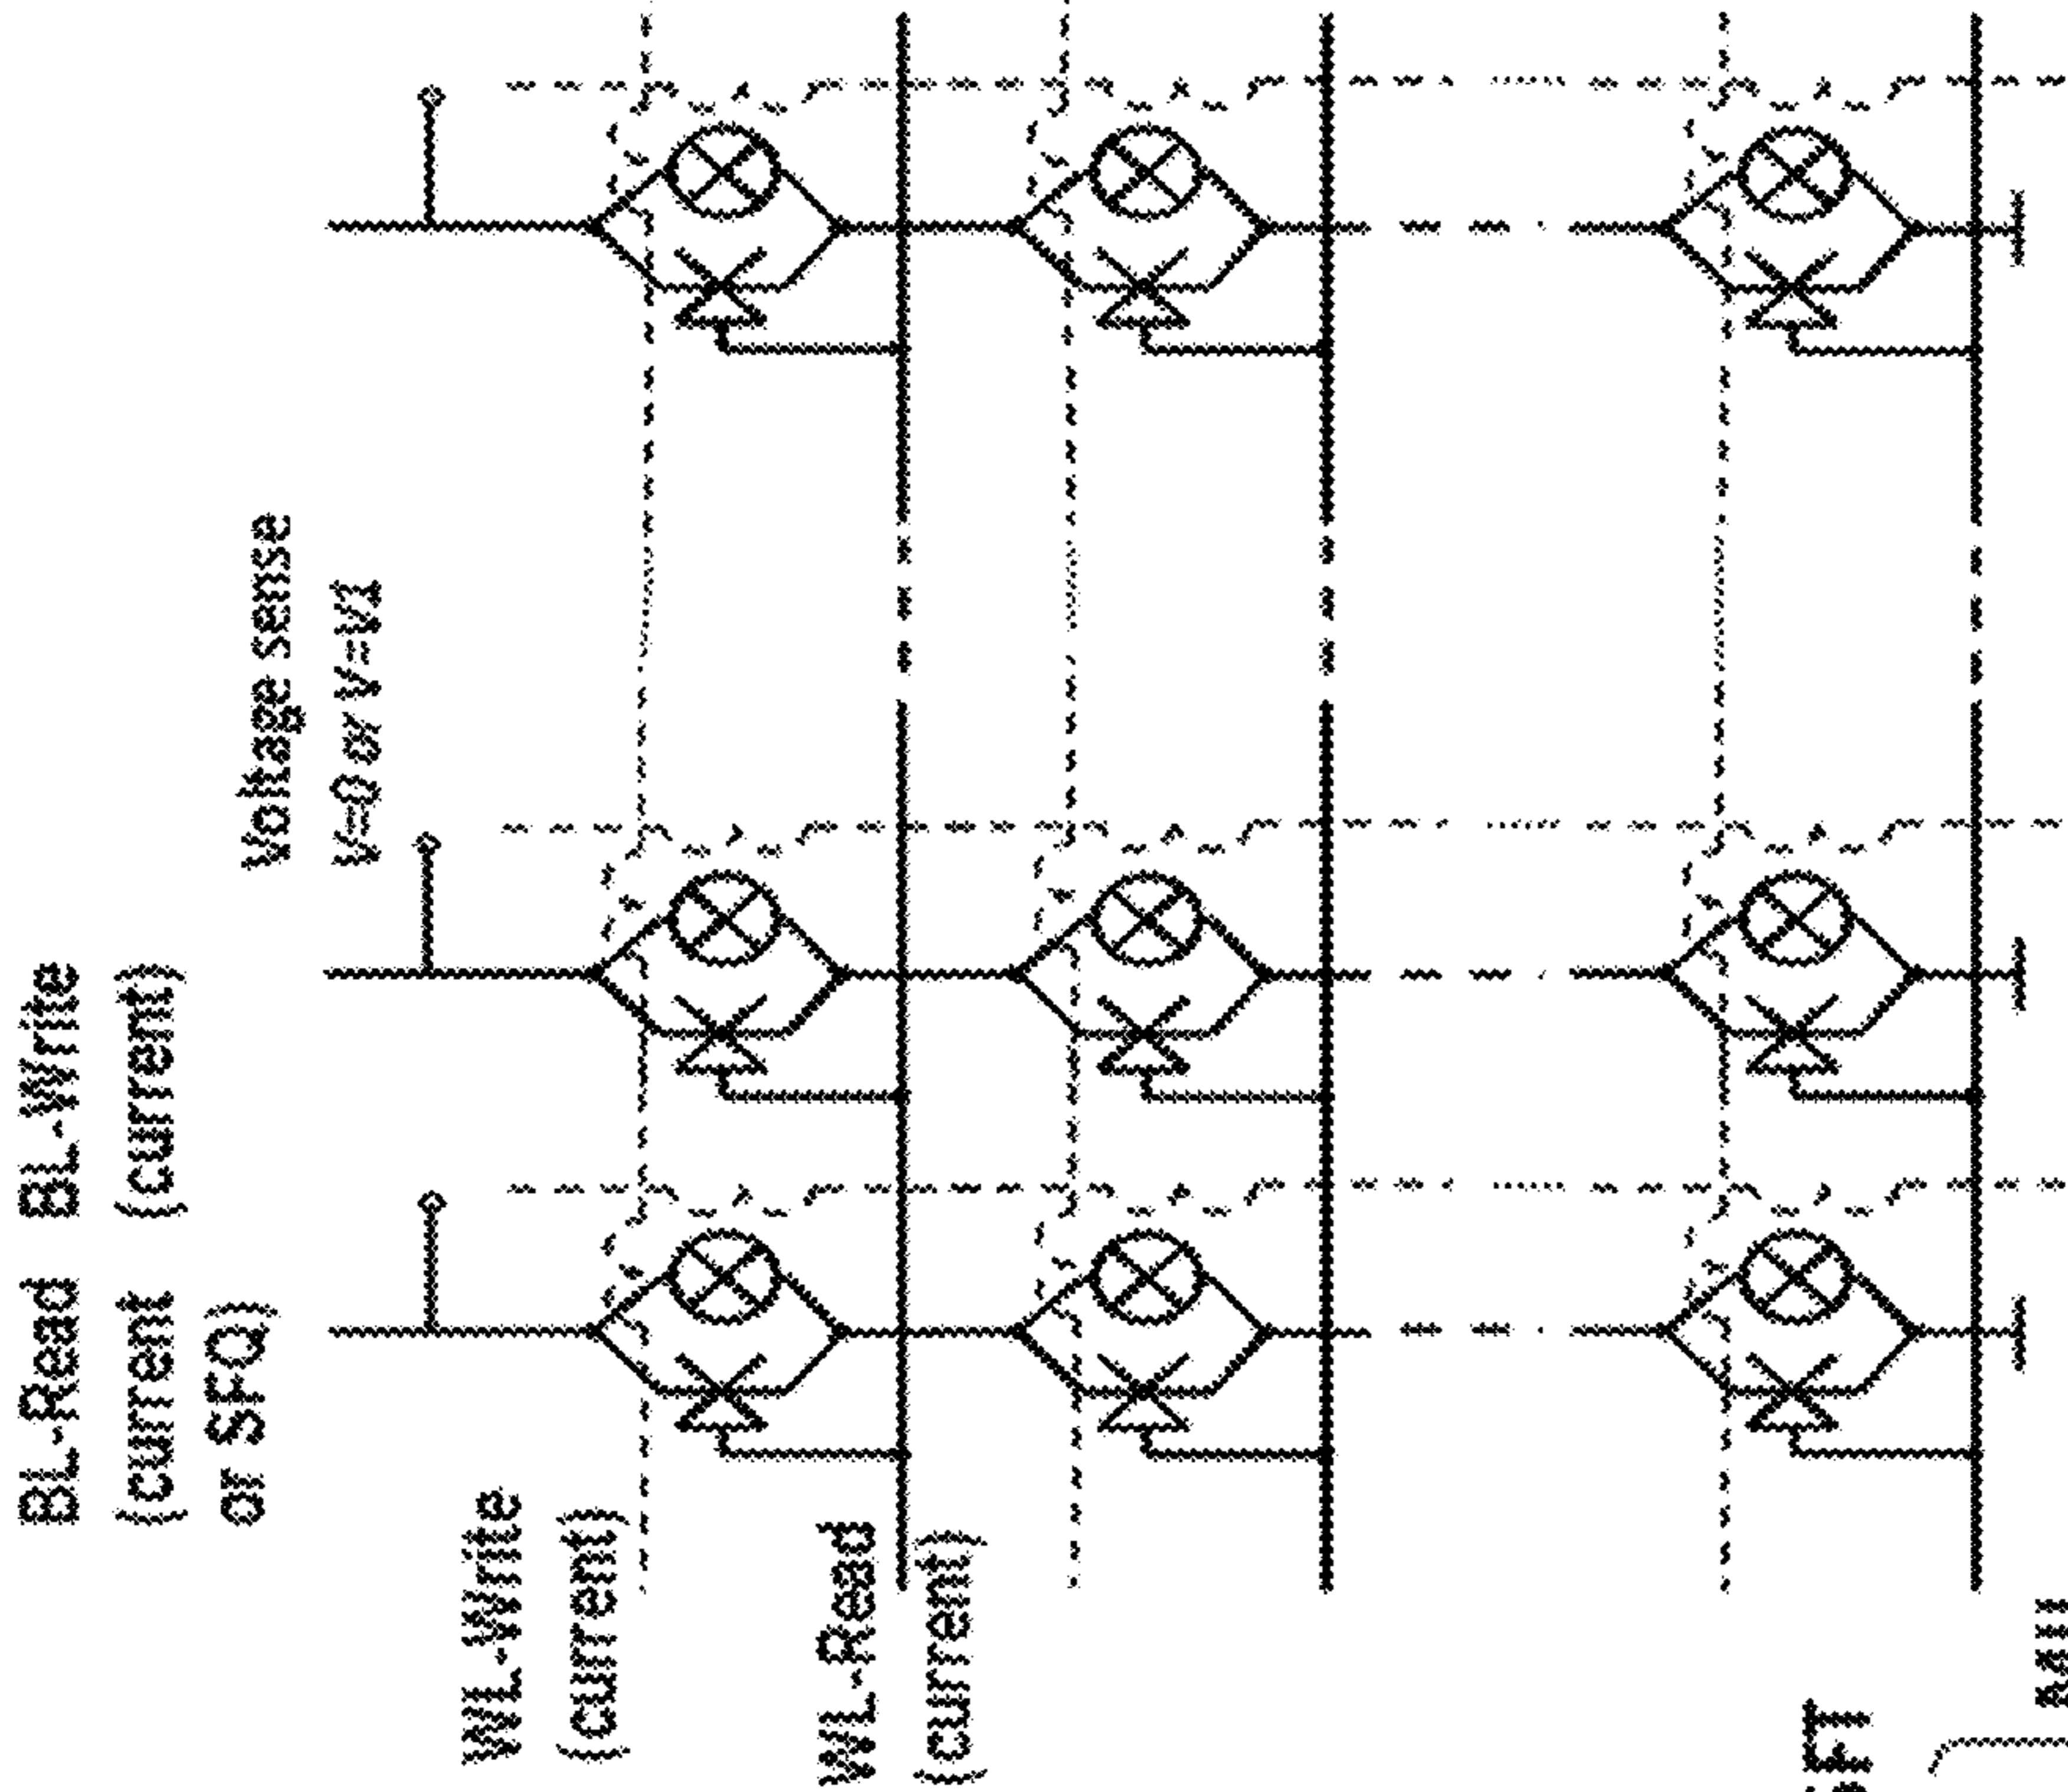 BL-Read
(current
or SFQ)
BL-Write
(current)
Voltage sense
V=0 or V=V1
WL-Write
(current)
WL-Read
(current)